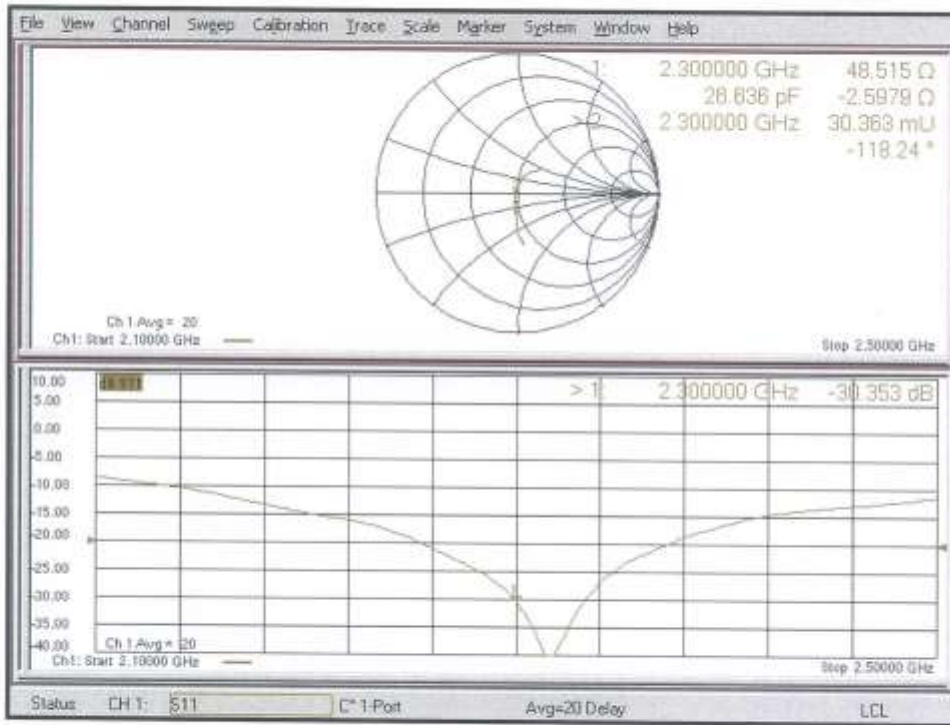 File View Channel Sweep Calibration Trace Scale Marker System Window Help
1: 2.300000 GHz 48.515 Ω
26.636 pF -2.5979 Ω
2.300000 GHz 30.363 mU
-118.24 °
Ch 1 Avg = 20
Ch1: Start 2.10000 GHz
Stop 2.50000 GHz
10.00
> 1: 2.300000 GHz -30.353 dB
5.00
0.00
-5.00
-10.00
-15.00
-20.00
-25.00
-30.00
-35.00
-40.00
Ch 1 Avg = 20
Ch1: Start 2.10000 GHz
Stop 2.50000 GHz
Status CH 1: S11 C* 1-Port Avg=20 Delay LCL